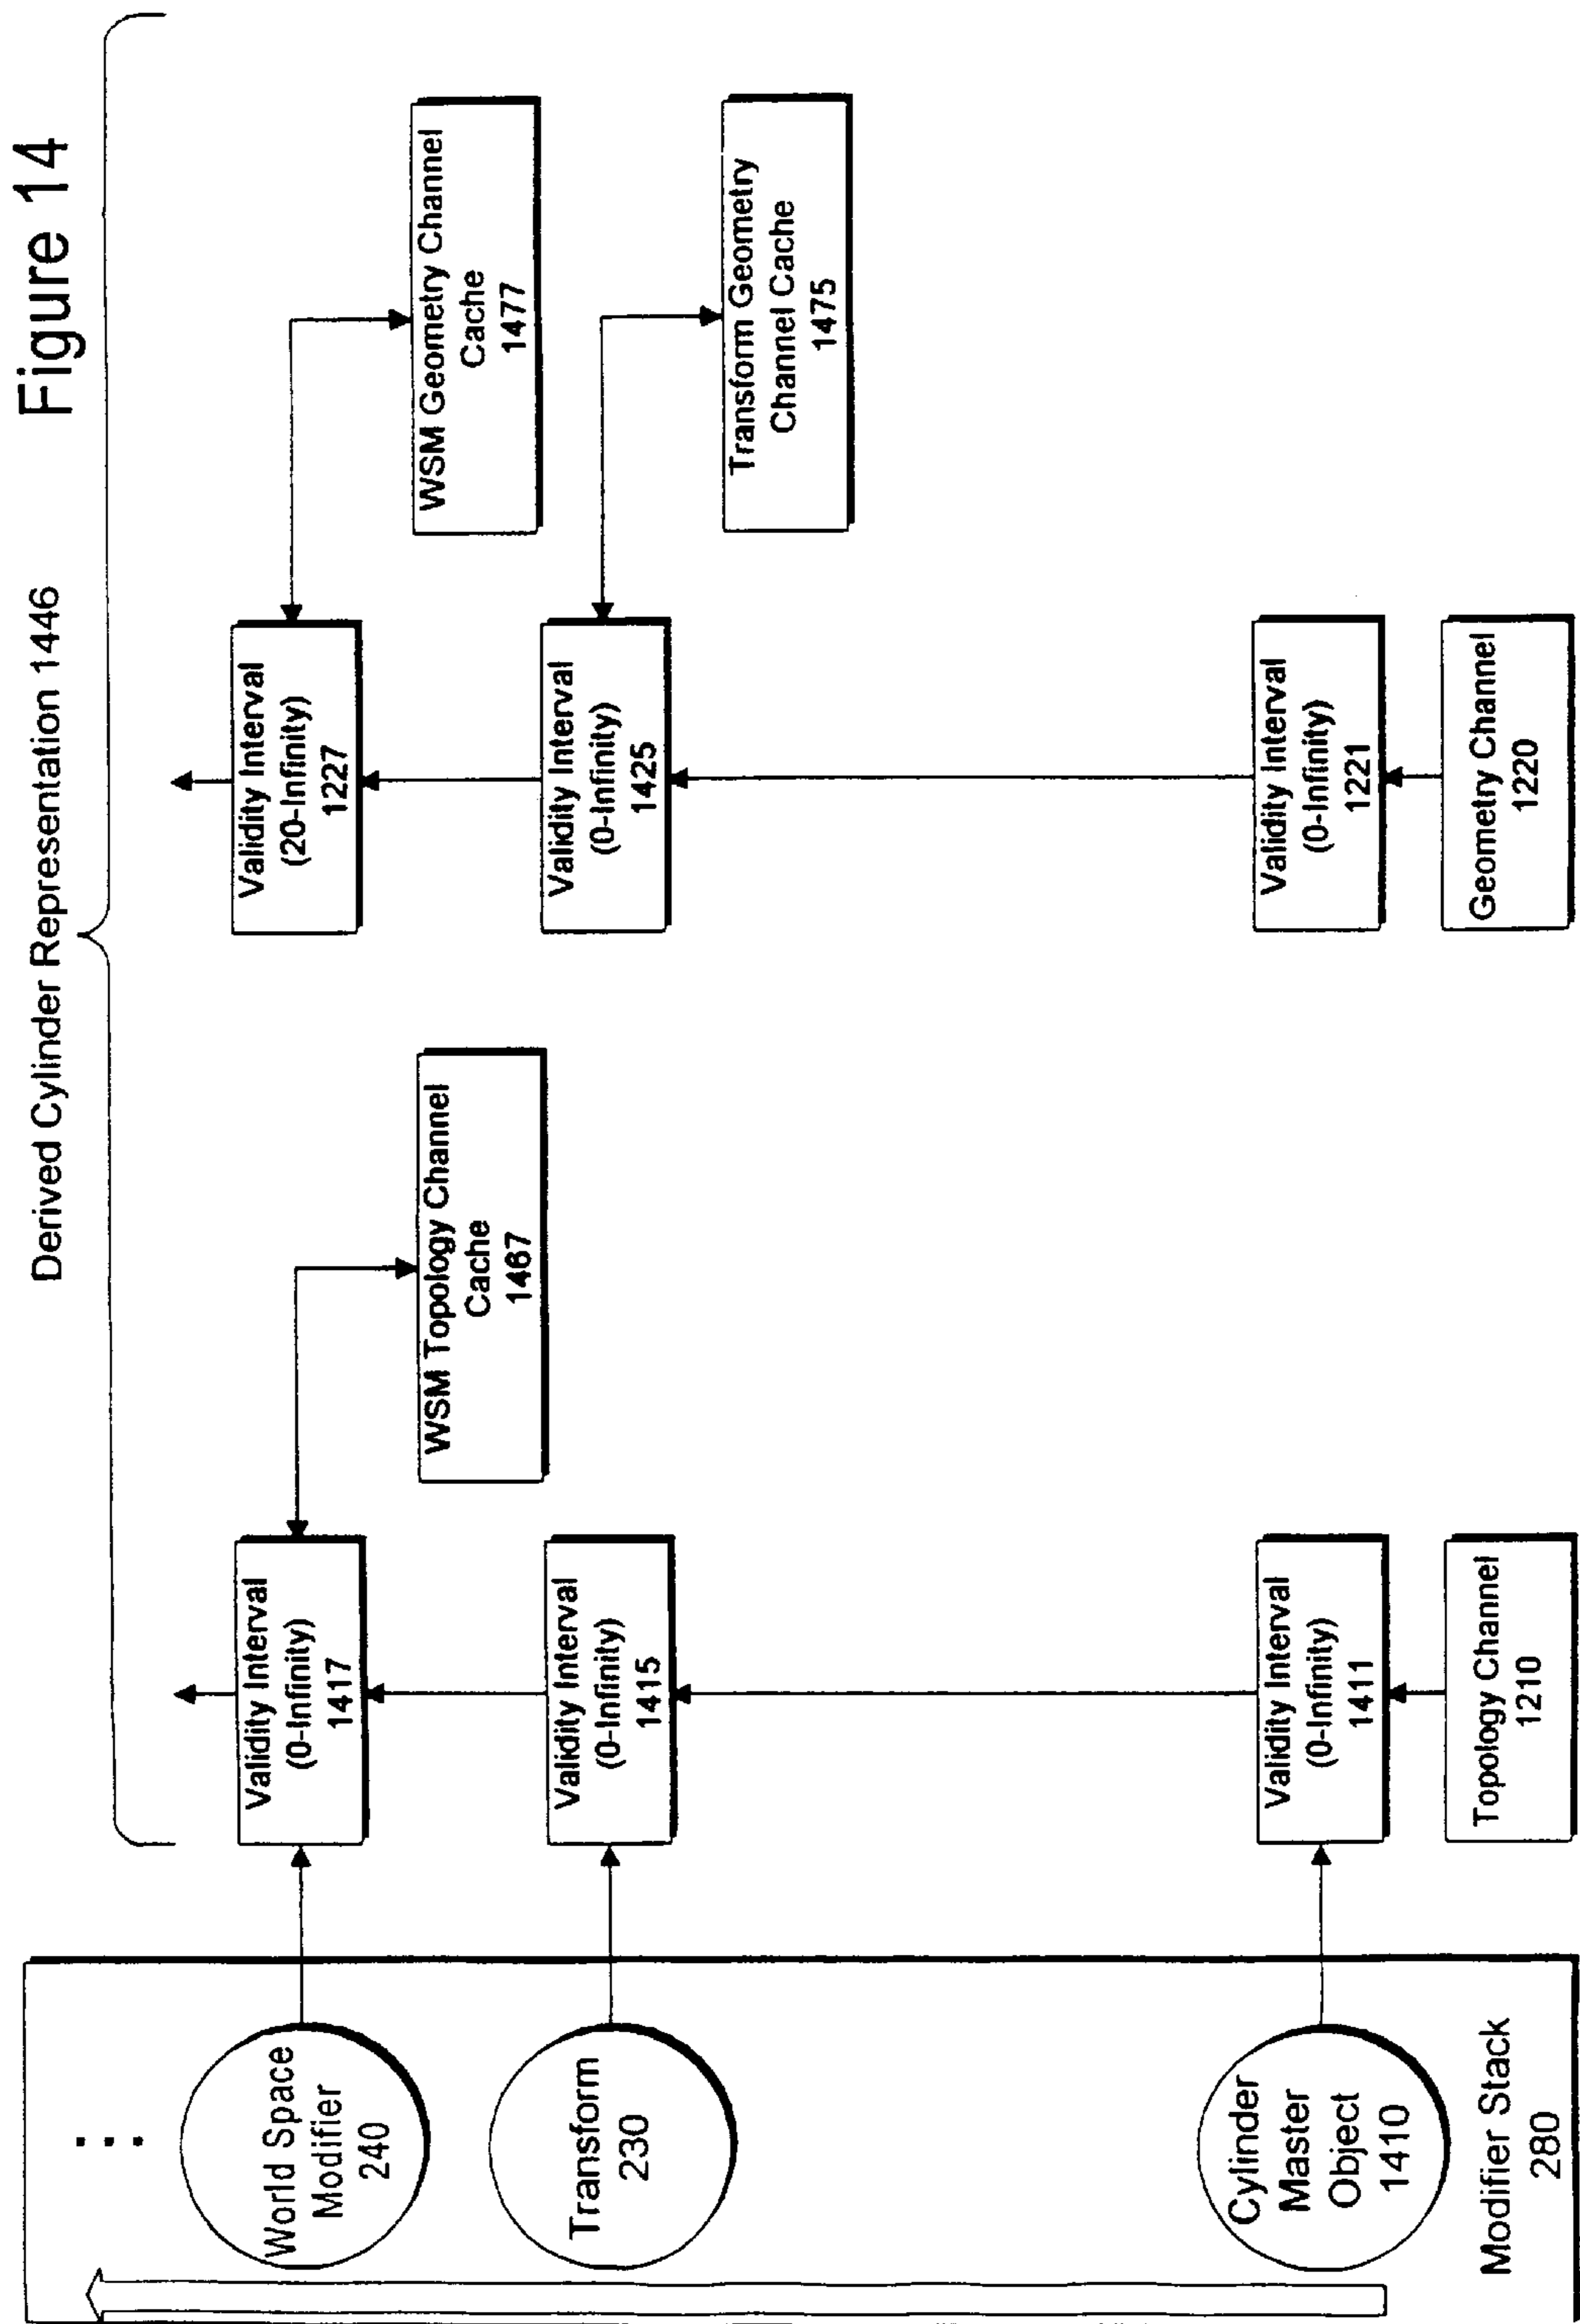 Figure 14
Derived Cylinder Representation 1446
World Space
Modifier
240
Validity Interval
(0-Infinity)
1417
WSM Topology Channel
Cache
1467
Validity Interval
(20-Infinity)
1227
WSM Geometry Channel
Cache
1477
Transform
230
Validity Interval
(0-Infinity)
1415
Validity Interval
(0-Infinity)
1425
Transform Geometry
Channel Cache
1475
Cylinder
Master
Object
1410
Validity Interval
(0-Infinity)
1411
Validity Interval
(0-Infinity)
1221
Modifier Stack
280
Topology Channel
1210
Geometry Channel
1220